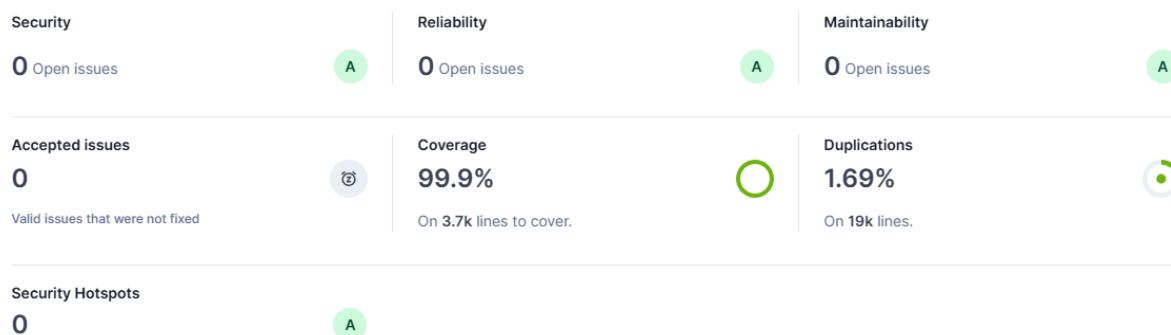 Security
0 Open issues
A
Reliability
0 Open issues
A
Maintainability
0 Open issues
A
Accepted issues
0
Valid issues that were not fixed
Coverage
99.9%
On 3.7k lines to cover.
Duplications
1.69%
On 19k lines.
Security Hotspots
0
A